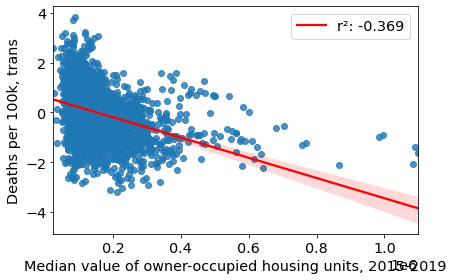 4
2
0
−2
−4
Deaths per 100k, trans
r²: -0.369
0.2
0.4
0.6
0.8
1.0
1e6
Median value of owner-occupied housing units, 2015-2019